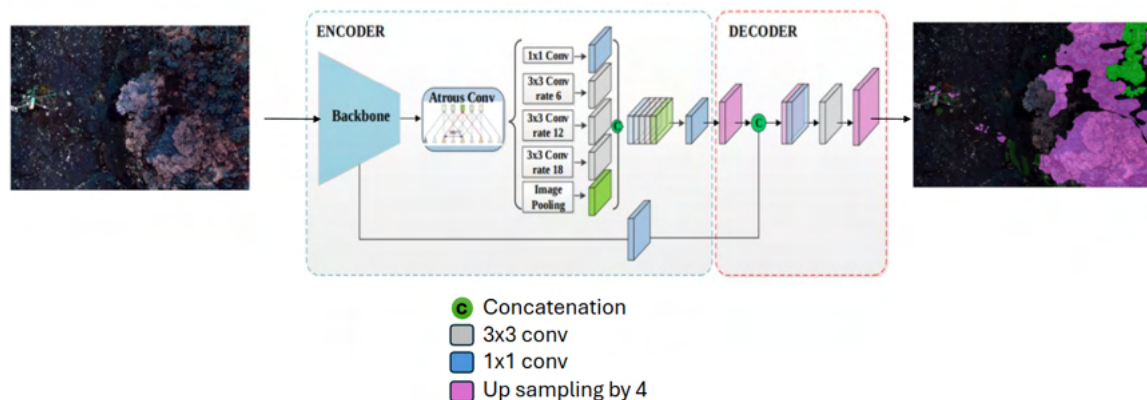 ENCODER
DECODER
Backbone
Atrous Conv
1x1 Conv
3x3 Conv
rate 6
3x3 Conv
rate 12
3x3 Conv
rate 18
Image
Pooling
C
C
C Concatenation
3x3 conv
1x1 conv
Up sampling by 4